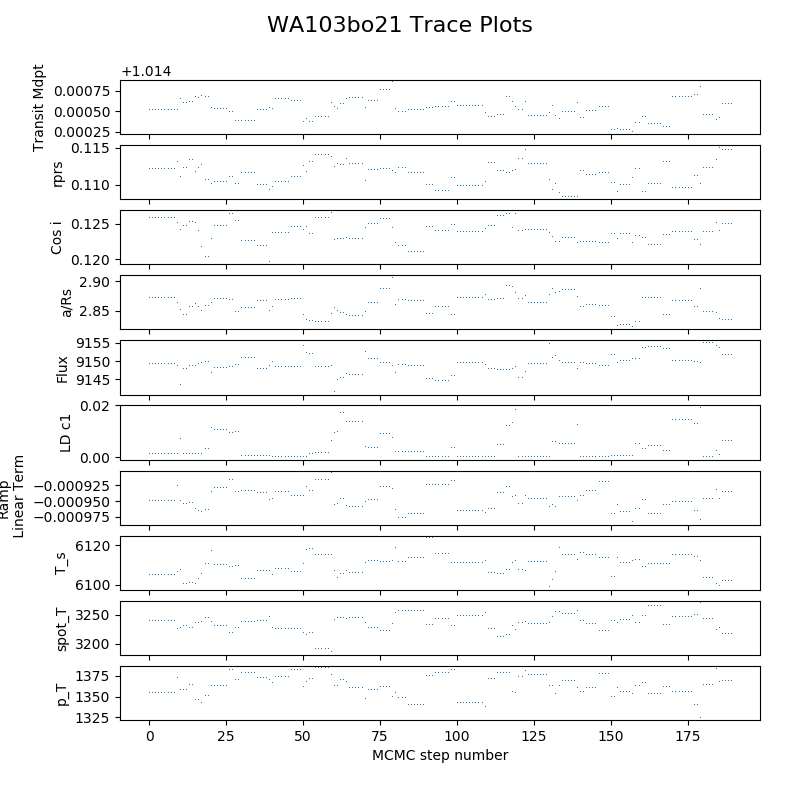 WA103bo21 Trace Plots
+1.014
Transit Mdpt
0.00075
0.00050
0.00025
rprs
0.115
0.110
Cos i
0.125
0.120
a/Rs
2.90
2.85
Flux
9155
9150
9145
LD c1
0.02
0.00
Ramp
Linear Term
−0.000925
−0.000950
−0.000975
T_s
6120
6100
spot_T
3250
3200
p_T
1375
1350
1325
0 25 50 75 100 125 150 175
MCMC step number